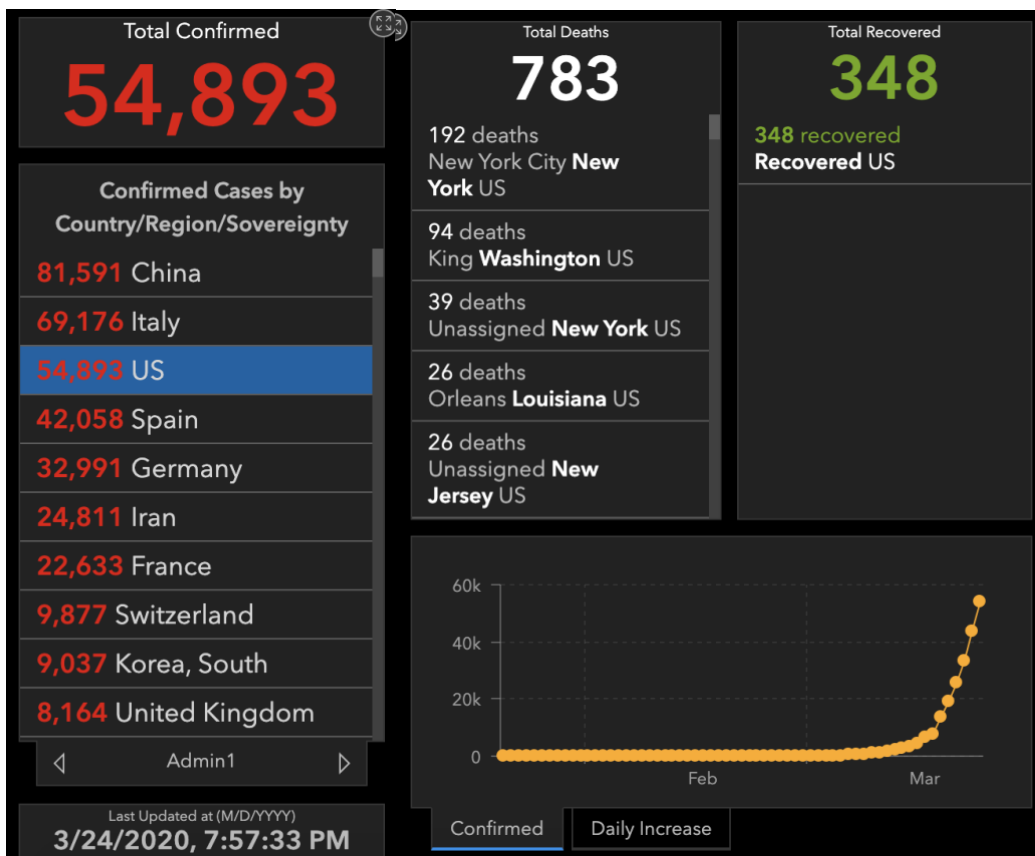 Total Confirmed
54,893
Confirmed Cases by
Country/Region/Sovereignty
81,591 China
69,176 Italy
54,893 US
42,058 Spain
32,991 Germany
24,811 Iran
22,633 France
9,877 Switzerland
9,037 Korea, South
8,164 United Kingdom
Admin1
Last Updated at (M/D/YYYY)
3/24/2020, 7:57:33 PM
Total Deaths
783
192 deaths
New York City New
York US
94 deaths
King Washington US
39 deaths
Unassigned New York US
26 deaths
Orleans Louisiana US
26 deaths
Unassigned New
Jersey US
Total Recovered
348
348 recovered
Recovered US
60k
40k
20k
0
Feb
Mar
Confirmed
Daily Increase